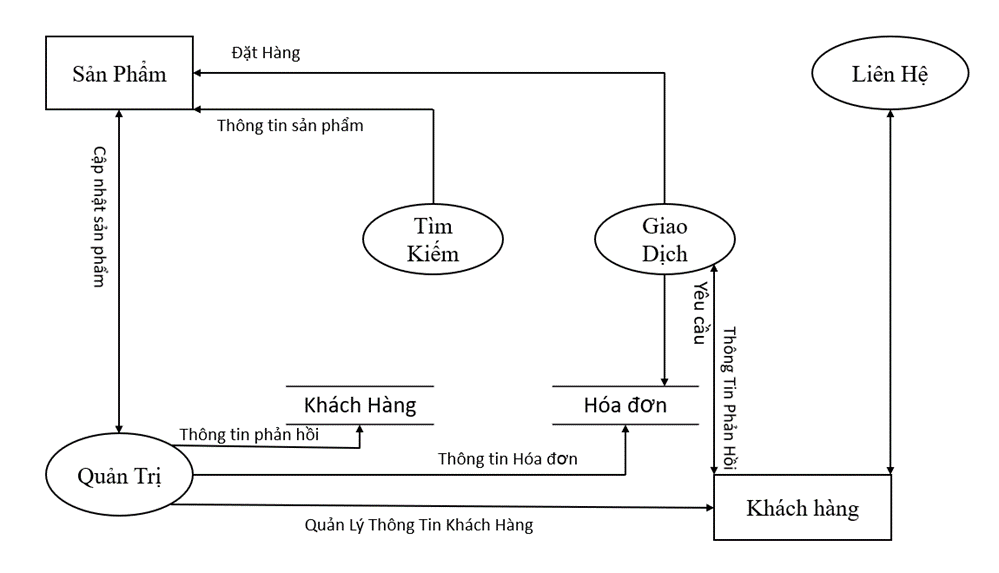 Đặt Hàng
Sản Phẩm
Liên Hệ
Thông tin sản phẩm
Cập nhật sản phẩm
Tìm
Kiếm
Giao
Dịch
Yêu cầu
Thông Tin Phản Hồi
Khách Hàng
Hóa đơn
Thông tin phản hồi
Thông tin Hóa đơn
Quản Trị
Khách hàng
Quản Lý Thông Tin Khách Hàng